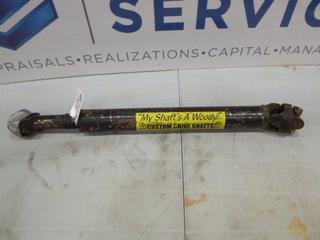 SERVIC
PRAISALS • REALIZATIONS • CAPITAL • MANA
My Shaft's A Woody
CUSTOM DRIVE SHAFTS